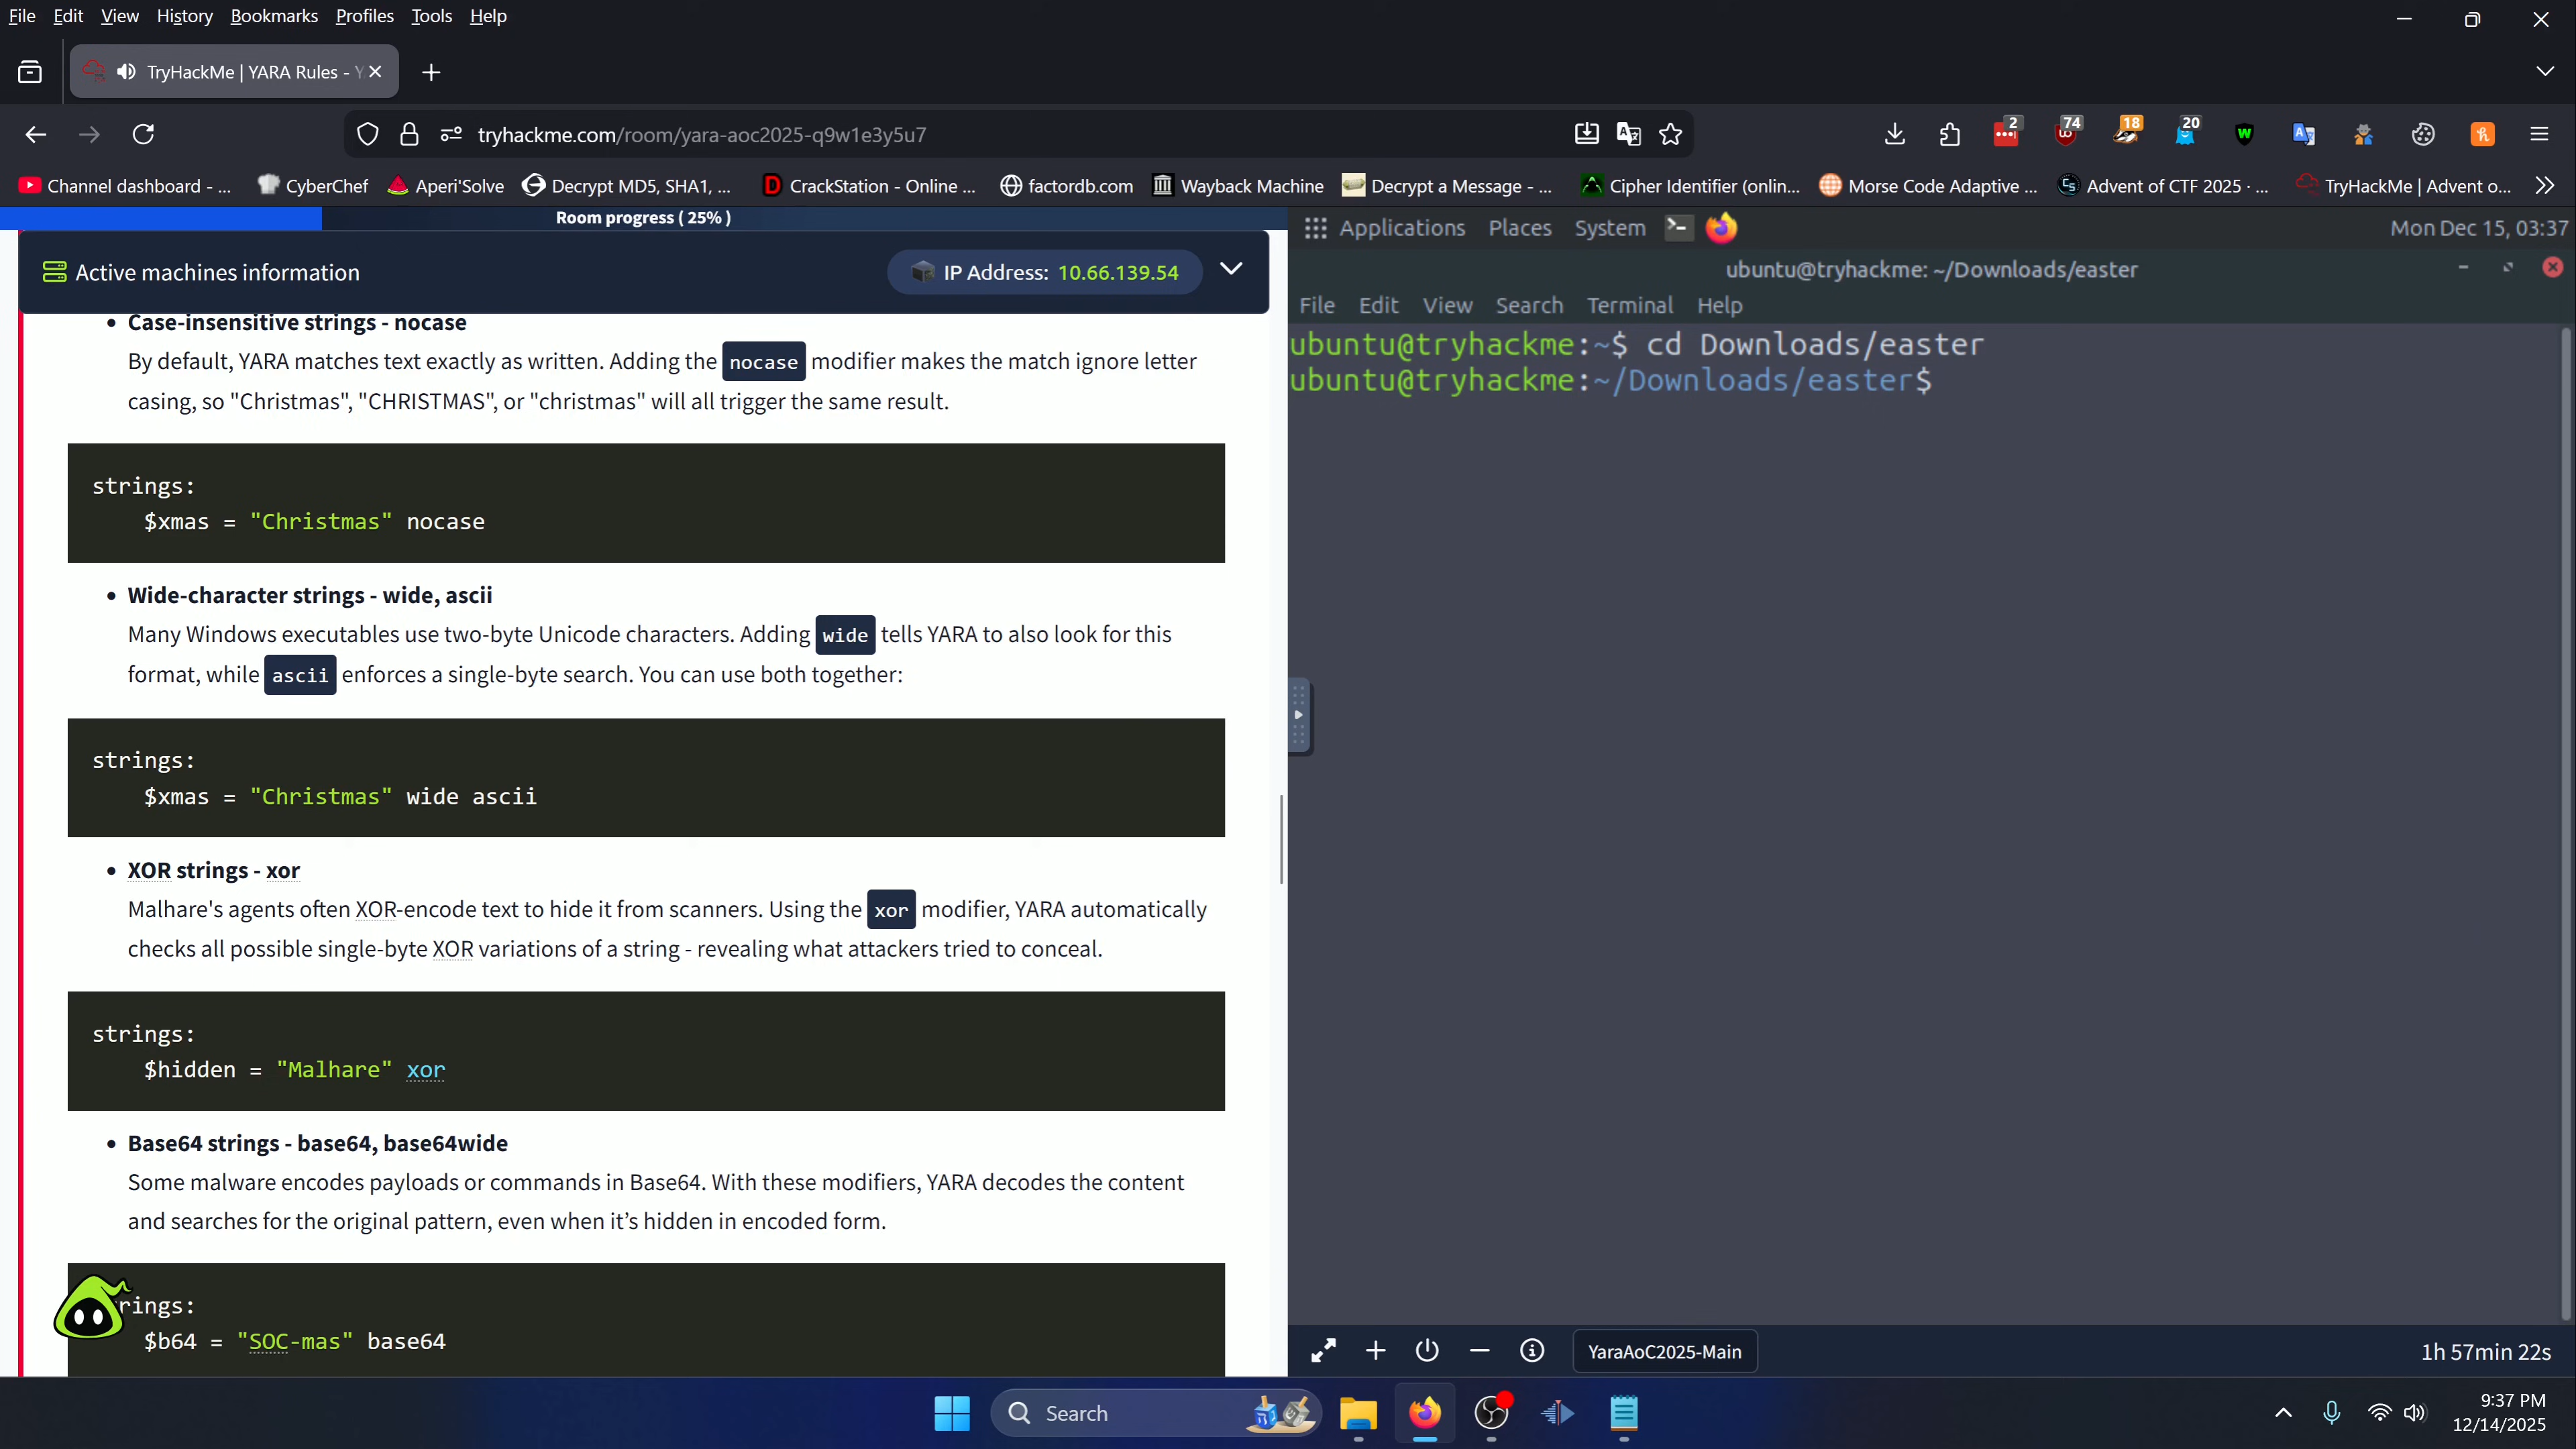 File Edit View History Bookmarks Profiles Tools Help
TryHackMe | YARA Rules - Y
tryhackme.com/room/yara-aoc2025-q9w1e3y5u7
2 74 18 20
Channel dashboard - ... CyberChef Aperi'Solve Decrypt MD5, SHA1, ... CrackStation - Online ... factordb.com Wayback Machine Decrypt a Message - ... Cipher Identifier (onlin... Morse Code Adaptive ... Advent of CTF 2025 · ... TryHackMe | Advent o...
Room progress ( 25% )
Active machines information
IP Address: 10.66.139.54
Case-insensitive strings - nocase
By default, YARA matches text exactly as written. Adding the nocase modifier makes the match ignore letter
casing, so "Christmas", "CHRISTMAS", or "christmas" will all trigger the same result.
strings:
$xmas = "Christmas" nocase
Wide-character strings - wide, ascii
Many Windows executables use two-byte Unicode characters. Adding wide tells YARA to also look for this
format, while ascii enforces a single-byte search. You can use both together:
strings:
$xmas = "Christmas" wide ascii
XOR strings - xor
Malhare's agents often XOR-encode text to hide it from scanners. Using the xor modifier, YARA automatically
checks all possible single-byte XOR variations of a string - revealing what attackers tried to conceal.
strings:
$hidden = "Malhare" xor
Base64 strings - base64, base64wide
Some malware encodes payloads or commands in Base64. With these modifiers, YARA decodes the content
and searches for the original pattern, even when it’s hidden in encoded form.
rings:
$b64 = "SOC-mas" base64
Applications Places System
Mon Dec 15, 03:37
ubuntu@tryhackme: ~/Downloads/easter
File Edit View Search Terminal Help
ubuntu@tryhackme:~$ cd Downloads/easter
ubuntu@tryhackme:~/Downloads/easter$
YaraAoC2025-Main
1h 57min 22s
Search
9:37 PM
12/14/2025